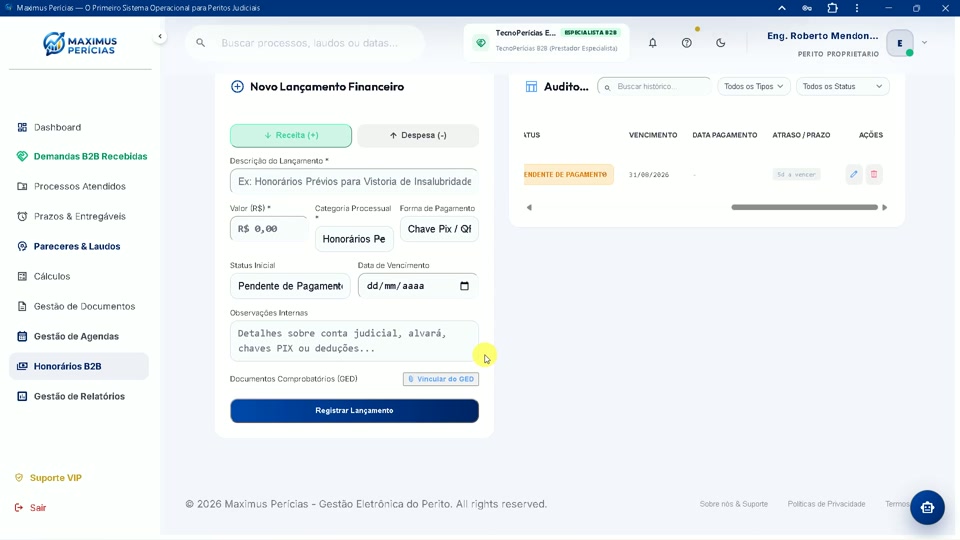 Maximus Perícias — O Primeiro Sistema Operacional para Peritos Judiciais
MAXIMUS
PERÍCIAS
Buscar processos, laudos ou datas...
TecnoPerícias E... ESPECIALISTA B2B
TecnoPerícias B2B (Prestador Especialista)
Eng. Roberto Mendon...
PERITO PROPRIETARIO
E
Dashboard
Demandas B2B Recebidas
Processos Atendidos
Prazos & Entregáveis
Pareceres & Laudos
Cálculos
Gestão de Documentos
Gestão de Agendas
Honorários B2B
Gestão de Relatórios
Suporte VIP
Sair
Novo Lançamento Financeiro
↓ Receita (+)
↑ Despesa (-)
Descrição do Lançamento *
Ex: Honorários Prévios para Vistoria de Insalubridade
Valor (R$) *
Categoria Processual *
Forma de Pagamento
R$ 0,00
Honorários Pe
Chave Pix / QR
Status Inicial
Data de Vencimento
Pendente de Pagamento
dd/mm/aaaa
Observações Internas
Detalhes sobre conta judicial, alvará,
chaves PIX ou deduções...
Documentos Comprobatórios (GED)
Vincular do GED
Registrar Lançamento
Audito...
Buscar histórico...
Todos os Tipos
Todos os Status
ATUS
VENCIMENTO
DATA PAGAMENTO
ATRASO / PRAZO
AÇÕES
ENDENTE DE PAGAMENTO
31/08/2026
-
5d a vencer
© 2026 Maximus Perícias - Gestão Eletrônica do Perito. All rights reserved.
Sobre nós & Suporte
Políticas de Privacidade
Termos